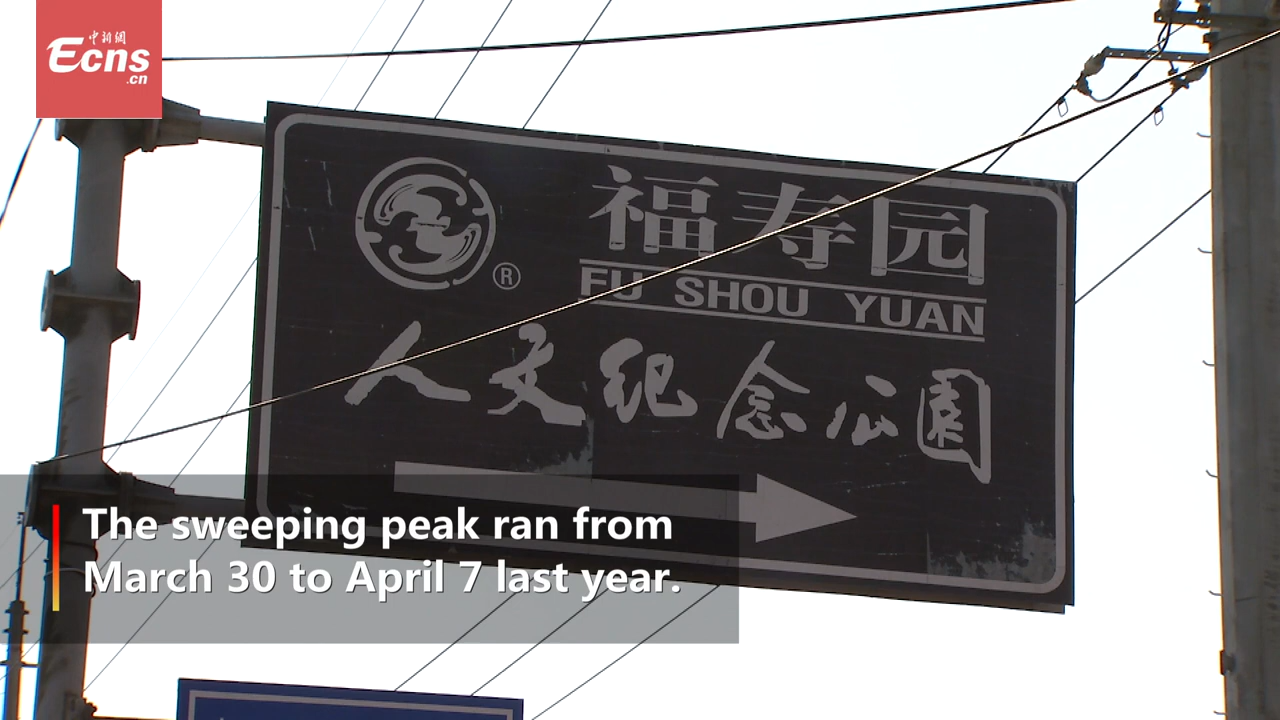 中新網
Ecns
.cn
福寿园
®
FU SHOU YUAN
人文纪念公園
The sweeping peak ran from
March 30 to April 7 last year.